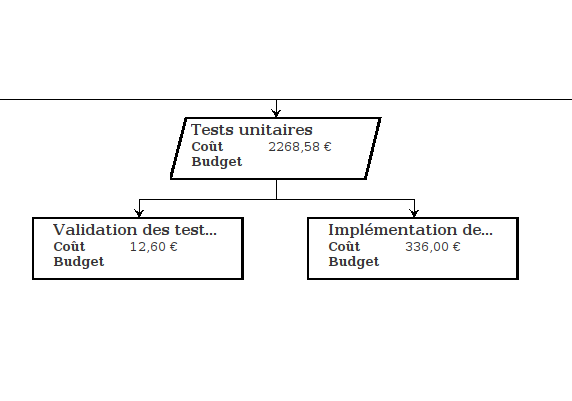 Tests unitaires
Coût 2268,58 €
Budget
Validation des test...
Coût 12,60 €
Budget
Implémentation de...
Coût 336,00 €
Budget